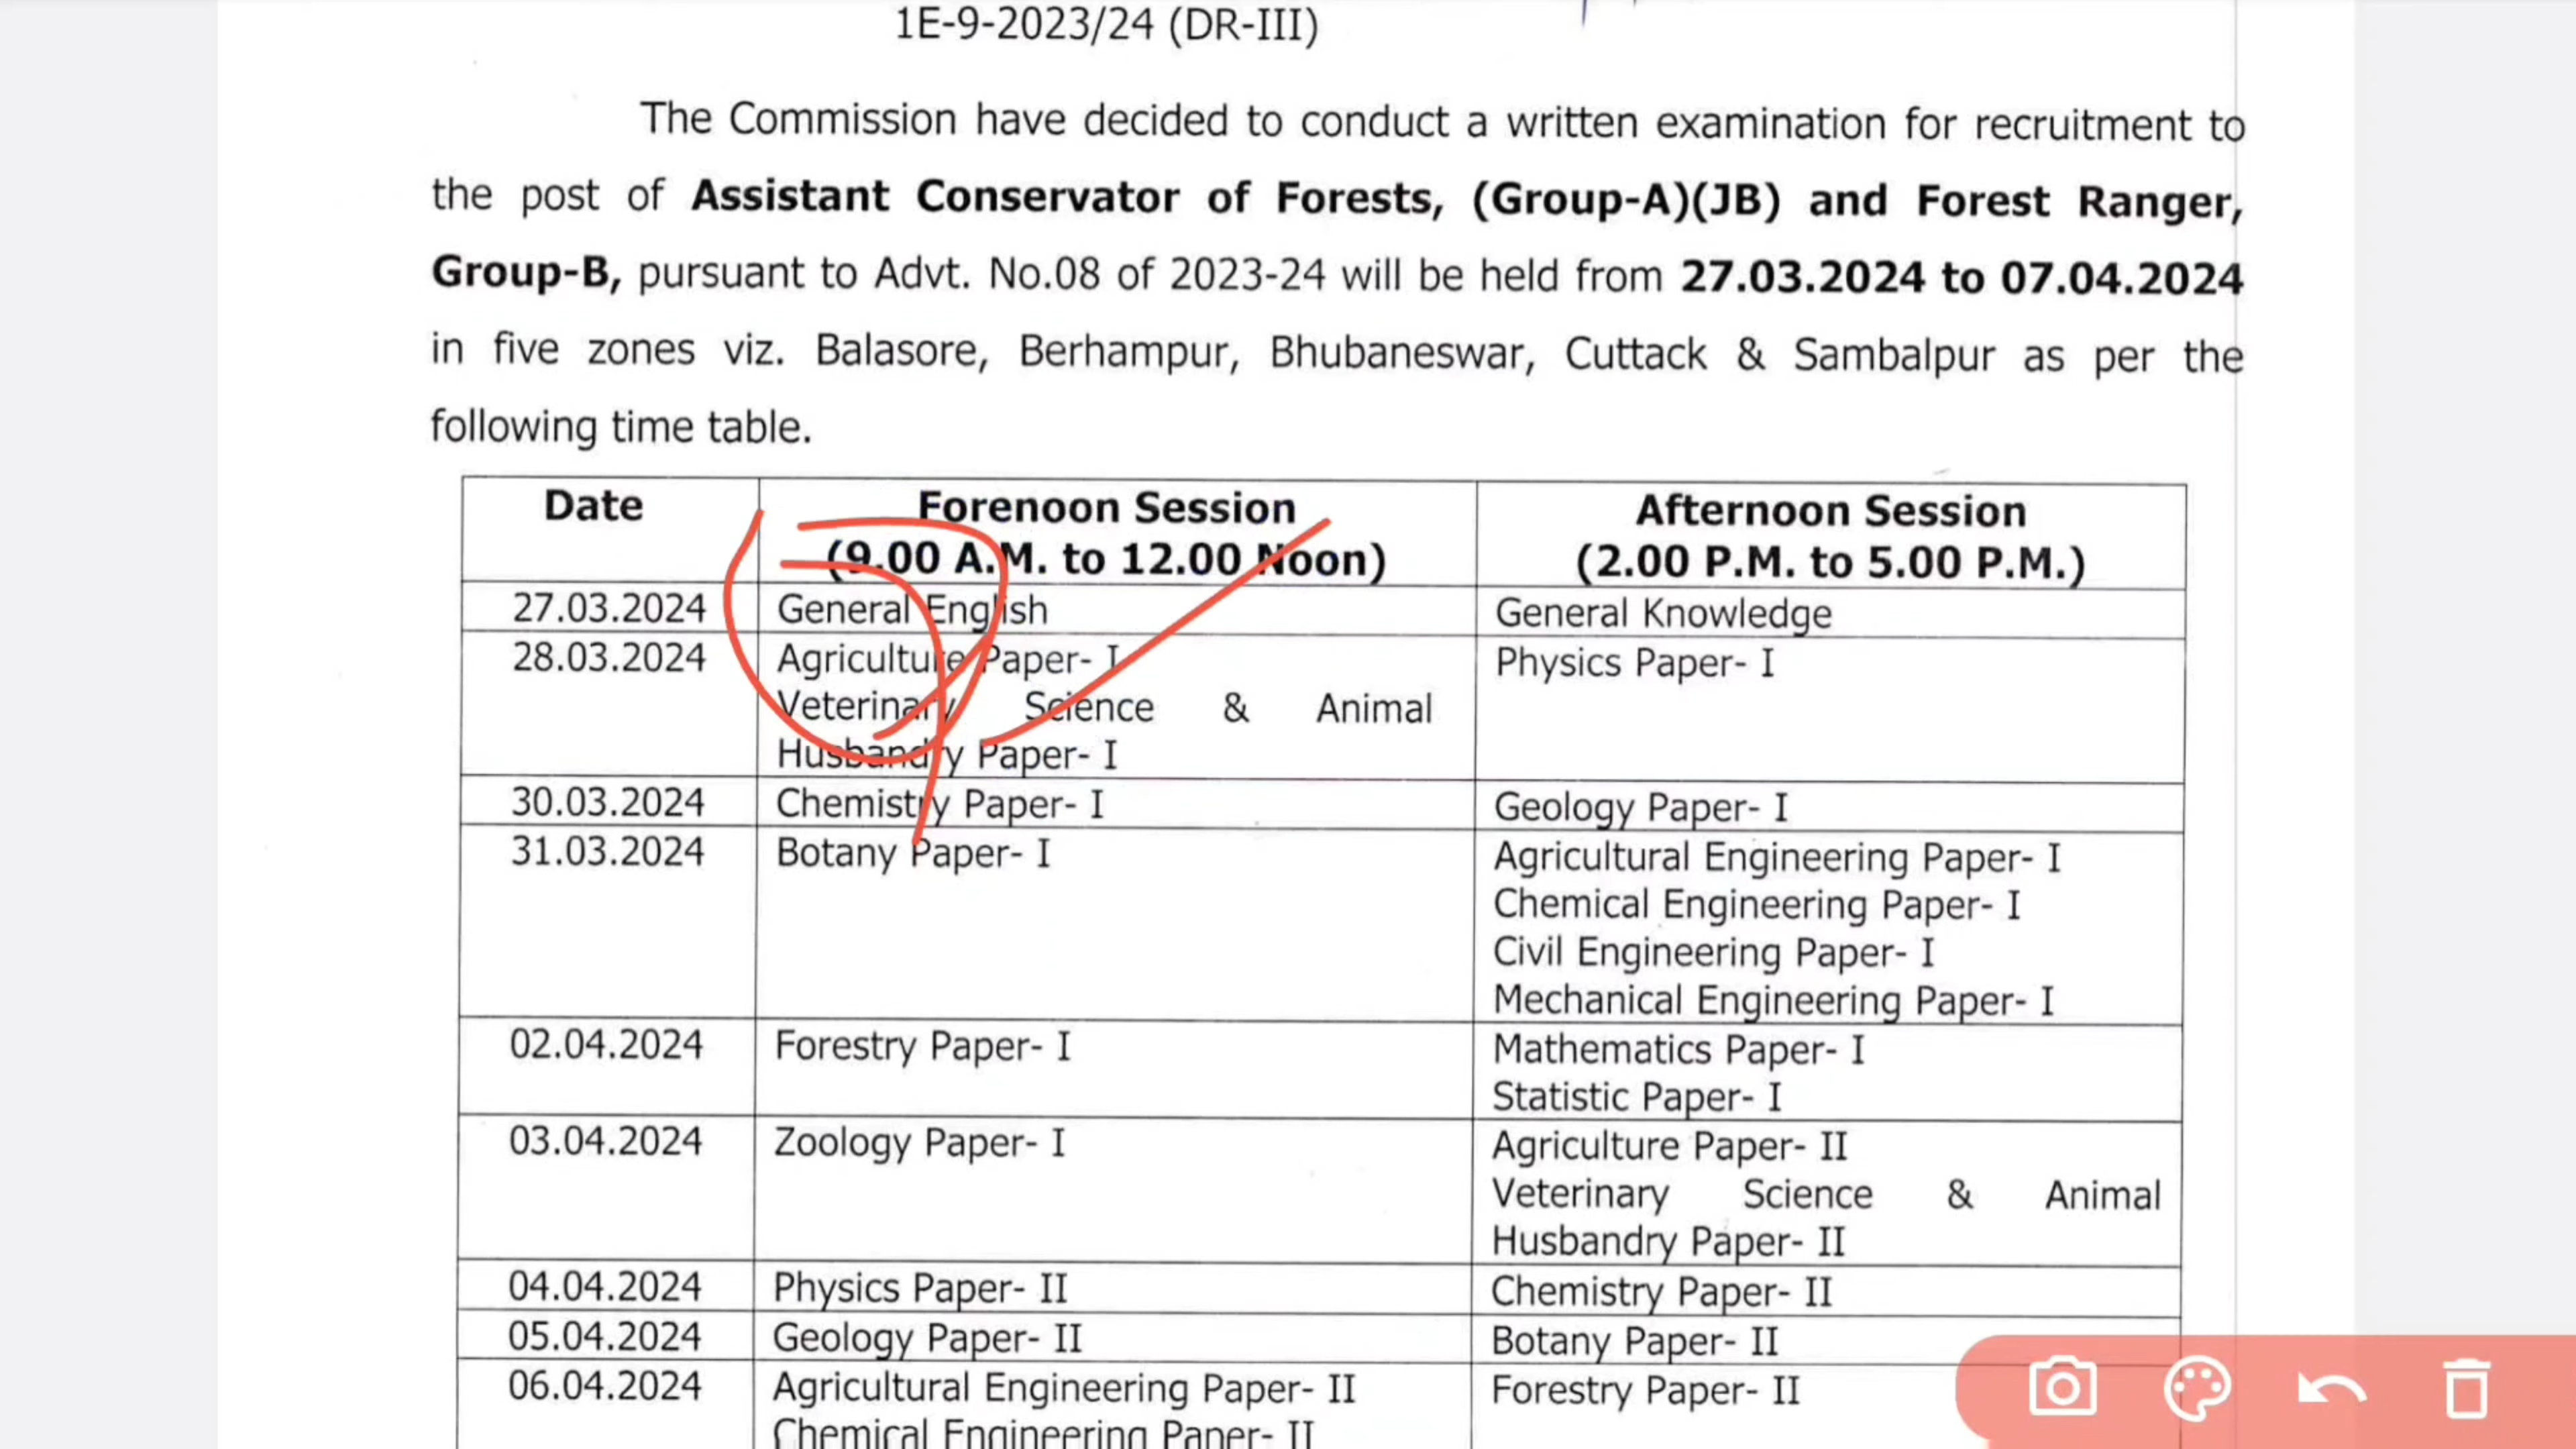 1E-9-2023/24 (DR-III)
The Commission have decided to conduct a written examination for recruitment to
the post of Assistant Conservator of Forests, (Group-A)(JB) and Forest Ranger,
Group-B, pursuant to Advt. No.08 of 2023-24 will be held from 27.03.2024 to 07.04.2024
in five zones viz. Balasore, Berhampur, Bhubaneswar, Cuttack & Sambalpur as per the
following time table.
Date
Forenoon Session
(9.00 A.M. to 12.00 Noon)
Afternoon Session
(2.00 P.M. to 5.00 P.M.)
27.03.2024
General English
General Knowledge
28.03.2024
Agriculture Paper- I
Veterinary Science & Animal
Husbandry Paper- I
Physics Paper- I
30.03.2024
Chemistry Paper- I
Geology Paper- I
31.03.2024
Botany Paper- I
Agricultural Engineering Paper- I
Chemical Engineering Paper- I
Civil Engineering Paper- I
Mechanical Engineering Paper- I
02.04.2024
Forestry Paper- I
Mathematics Paper- I
Statistic Paper- I
03.04.2024
Zoology Paper- I
Agriculture Paper- II
Veterinary Science & Animal
Husbandry Paper- II
04.04.2024
Physics Paper- II
Chemistry Paper- II
05.04.2024
Geology Paper- II
Botany Paper- II
06.04.2024
Agricultural Engineering Paper- II
Chemical Engineering Paper- II
Forestry Paper- II